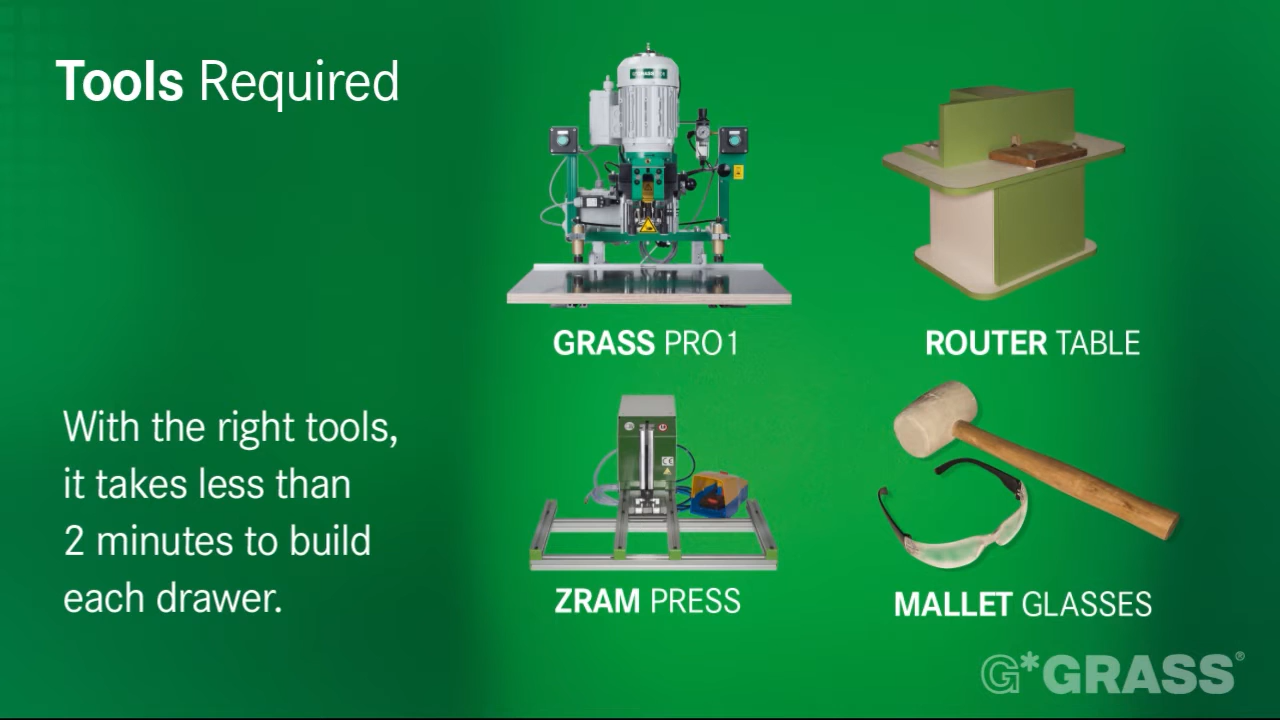 Tools Required
With the right tools,
it takes less than
2 minutes to build
each drawer.
GRASS PRO1
ROUTER TABLE
ZRAM PRESS
MALLET GLASSES
G*GRASS®